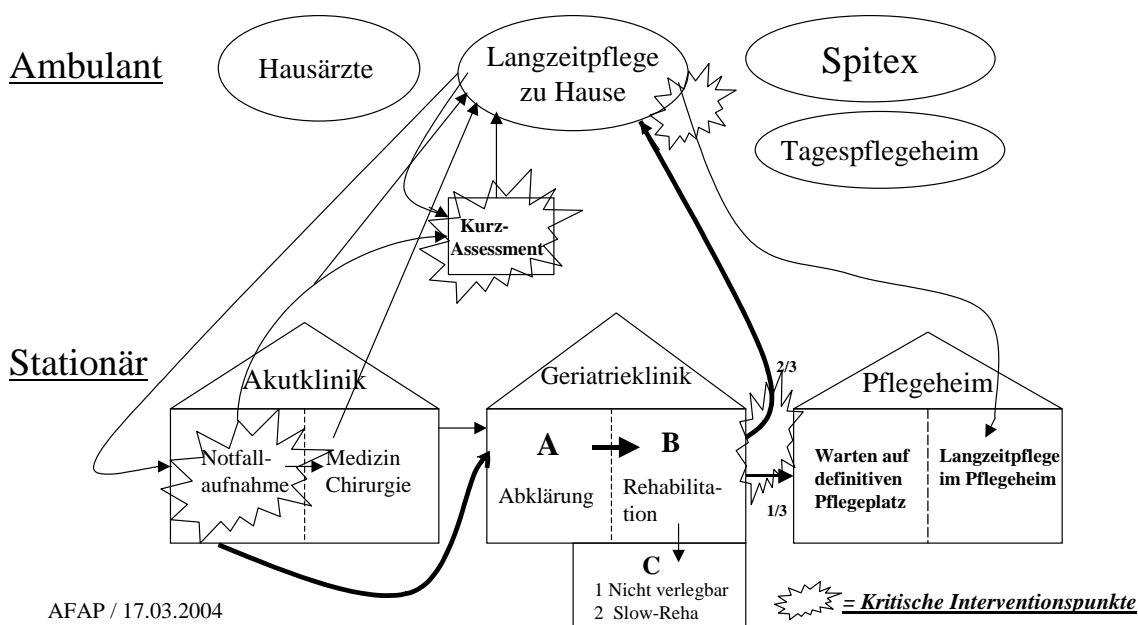 Ambulant
Hausärzte
Langzeitpflege
zu Hause
Spitex
Tagespflegeheim
Kurz-
Assessment
Stationär
Akutklinik
Notfall-
aufnahme
Medizin
Chirurgie
Geriatrieklinik
A
Abklärung
B
Rehabilita-
tion
C
1 Nicht verlegbar
2 Slow-Reha
2/3
1/3
Pflegeheim
Warten auf
definitiven
Pflegeplatz
Langzeitpflege
im Pflegeheim
AFAP / 17.03.2004
= Kritische Interventionspunkte